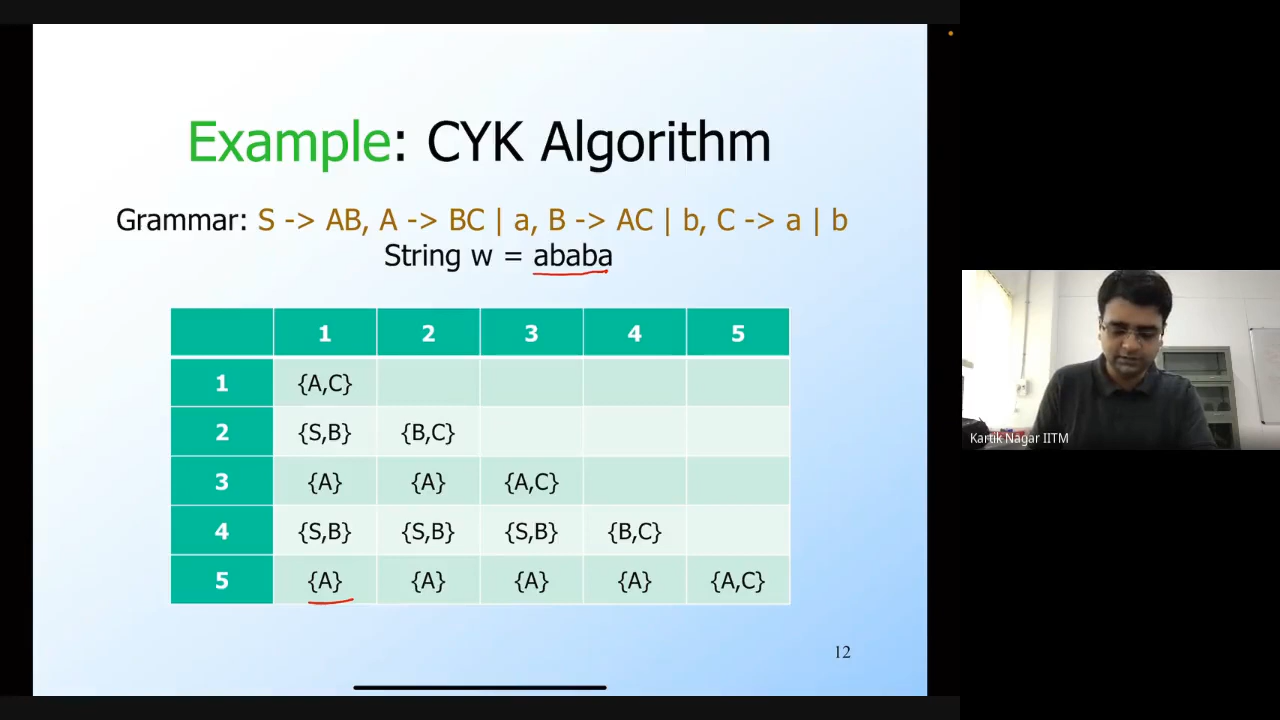 Example: CYK Algorithm
Grammar: S -> AB, A -> BC | a, B -> AC | b, C -> a | b
String w = ababa
1 2 3 4 5
1 {A,C}
2 {S,B} {B,C}
3 {A} {A} {A,C}
4 {S,B} {S,B} {S,B} {B,C}
5 {A} {A} {A} {A} {A,C}
12
Kartik Nagar IITM